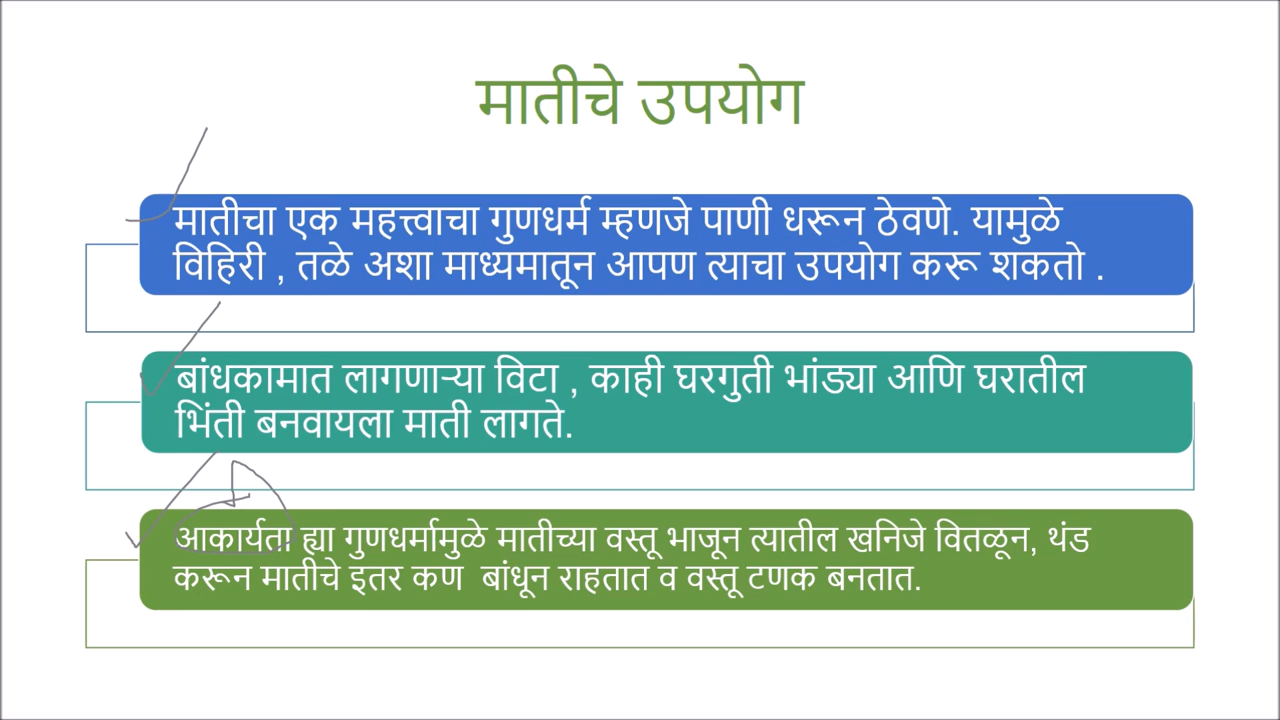 मातीचे उपयोग
मातीचा एक महत्त्वाचा गुणधर्म म्हणजे पाणी धरून ठेवणे. यामुळे
विहिरी , तळे अशा माध्यमातून आपण त्याचा उपयोग करू शकतो .
बांधकामात लागणाऱ्या विटा , काही घरगुती भांड्या आणि घरातील
भिंती बनवायला माती लागते.
आकार्यता ह्या गुणधर्मामुळे मातीच्या वस्तू भाजून त्यातील खनिजे वितळून, थंड
करून मातीचे इतर कण बांधून राहतात व वस्तू टणक बनतात.